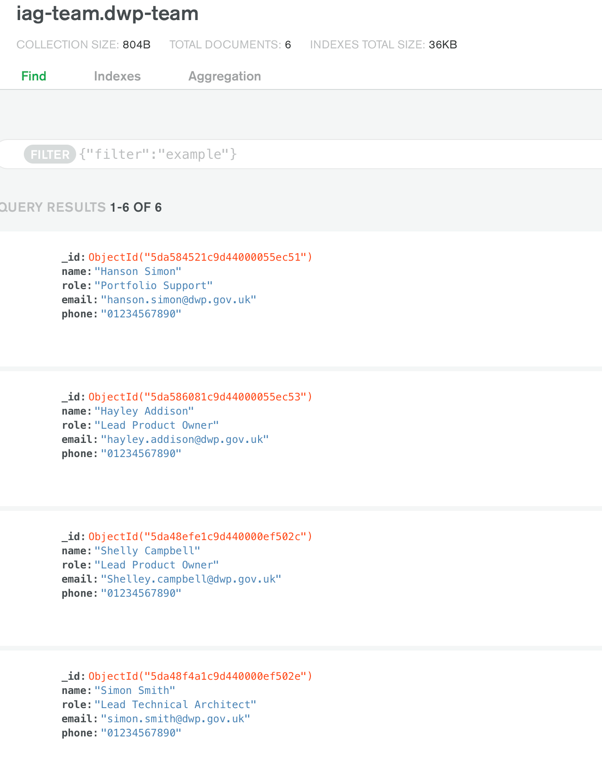 iag-team.dwp-team
COLLECTION SIZE: 804B TOTAL DOCUMENTS: 6 INDEXES TOTAL SIZE: 36KB
Find Indexes Aggregation
FILTER {"filter":"example"}
QUERY RESULTS 1-6 OF 6
_id: ObjectId("5da584521c9d44000055ec51")
name: "Hanson Simon"
role: "Portfolio Support"
email: "hanson.simon@dwp.gov.uk"
phone: "01234567890"
_id: ObjectId("5da586081c9d44000055ec53")
name: "Hayley Addison"
role: "Lead Product Owner"
email: "hayley.addison@dwp.gov.uk"
phone: "01234567890"
_id: ObjectId("5da48efe1c9d440000ef502c")
name: "Shelly Campbell"
role: "Lead Product Owner"
email: "Shelley.campbell@dwp.gov.uk"
phone: "01234567890"
_id: ObjectId("5da48f4a1c9d440000ef502e")
name: "Simon Smith"
role: "Lead Technical Architect"
email: "simon.smith@dwp.gov.uk"
phone: "01234567890"